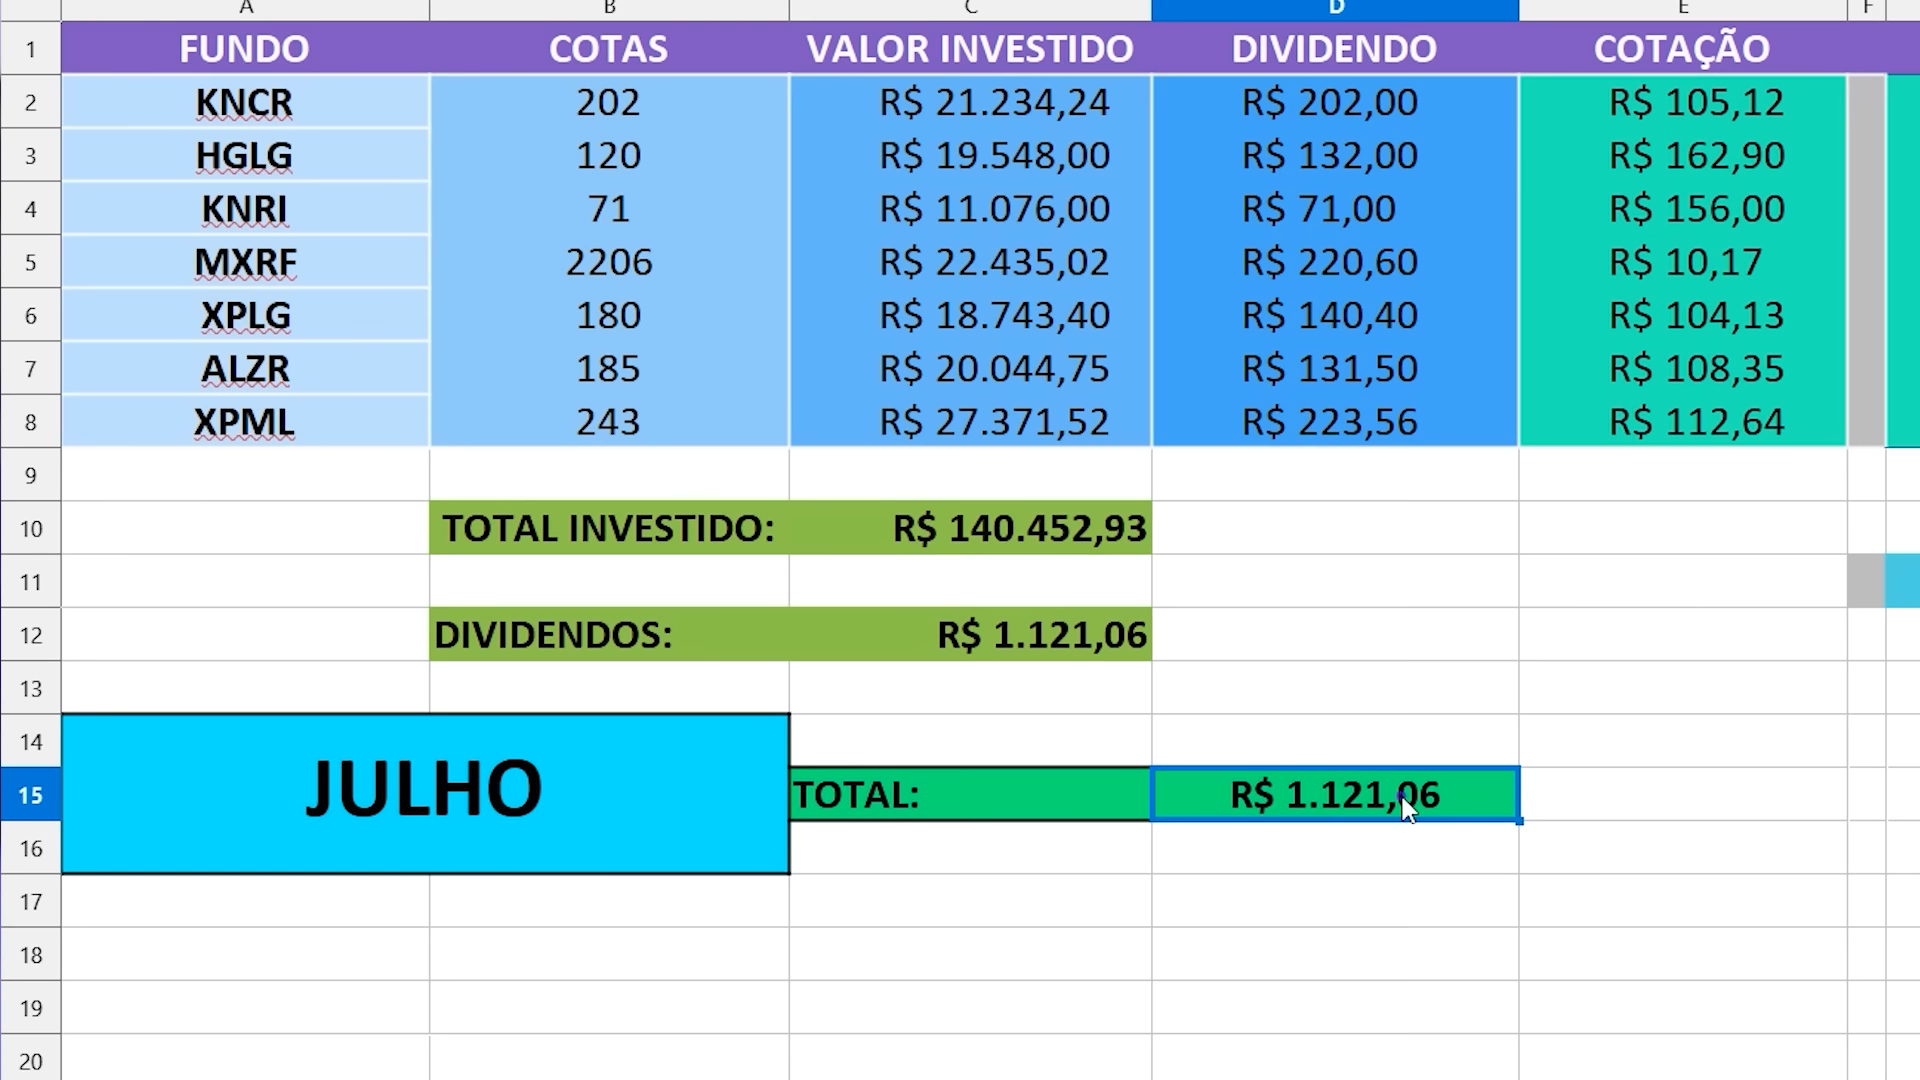 A B C D E F
1 FUNDO COTAS VALOR INVESTIDO DIVIDENDO COTAÇÃO
2 KNCR 202 R$ 21.234,24 R$ 202,00 R$ 105,12
3 HGLG 120 R$ 19.548,00 R$ 132,00 R$ 162,90
4 KNRI 71 R$ 11.076,00 R$ 71,00 R$ 156,00
5 MXRF 2206 R$ 22.435,02 R$ 220,60 R$ 10,17
6 XPLG 180 R$ 18.743,40 R$ 140,40 R$ 104,13
7 ALZR 185 R$ 20.044,75 R$ 131,50 R$ 108,35
8 XPML 243 R$ 27.371,52 R$ 223,56 R$ 112,64
9
10 TOTAL INVESTIDO: R$ 140.452,93
11
12 DIVIDENDOS: R$ 1.121,06
13
14
JULHO
15 TOTAL: R$ 1.121,06
16
17
18
19
20